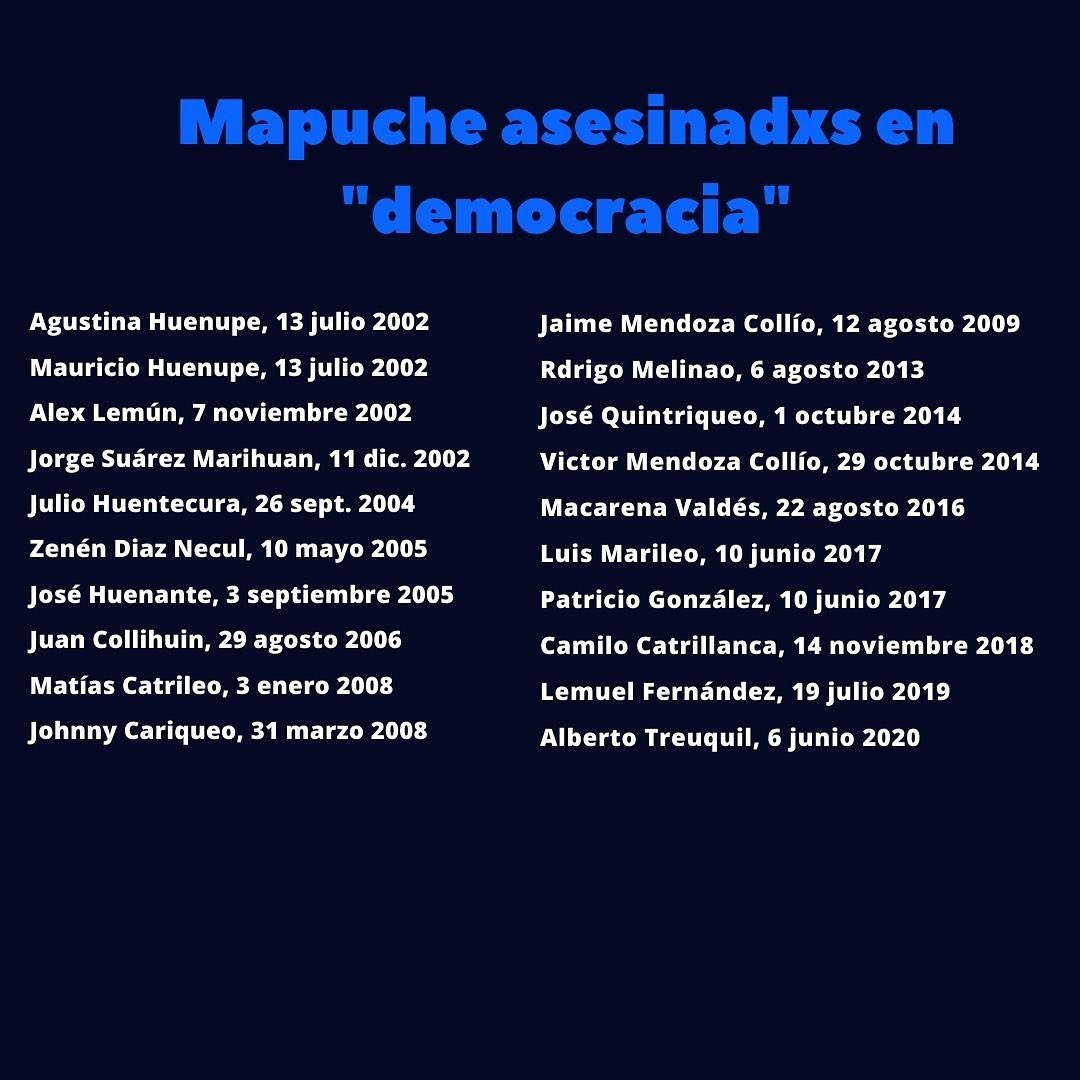 Mapuche asesinadxs en
"democracia"
Agustina Huenupe, 13 julio 2002
Mauricio Huenupe, 13 julio 2002
Alex Lemún, 7 noviembre 2002
Jorge Suárez Marihuan, 11 dic. 2002
Julio Huentecura, 26 sept. 2004
Zenén Diaz Necul, 10 mayo 2005
José Huenante, 3 septiembre 2005
Juan Collihuin, 29 agosto 2006
Matías Catrileo, 3 enero 2008
Johnny Cariqueo, 31 marzo 2008
Jaime Mendoza Collío, 12 agosto 2009
Rdrigo Melinao, 6 agosto 2013
José Quintriqueo, 1 octubre 2014
Victor Mendoza Collío, 29 octubre 2014
Macarena Valdés, 22 agosto 2016
Luis Marileo, 10 junio 2017
Patricio González, 10 junio 2017
Camilo Catrillanca, 14 noviembre 2018
Lemuel Fernández, 19 julio 2019
Alberto Treuquil, 6 junio 2020